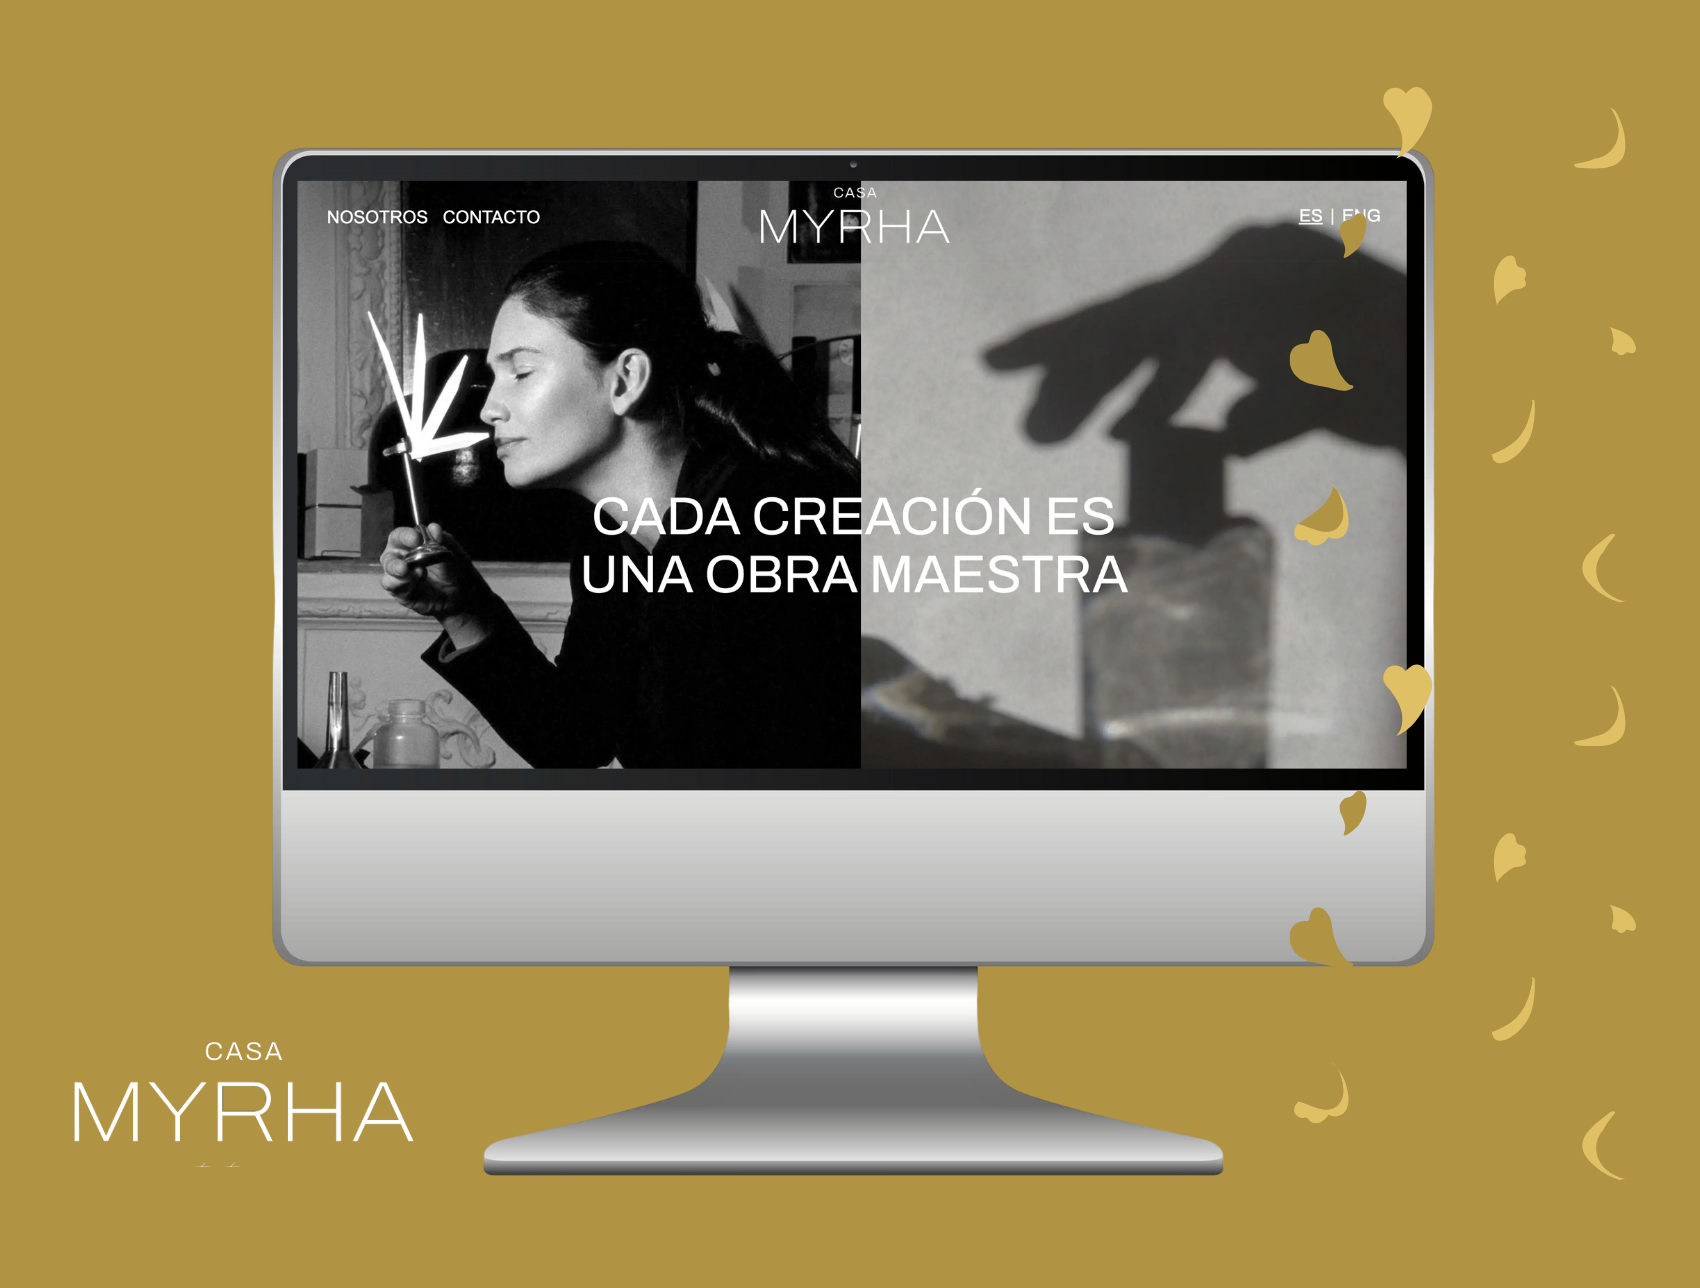 NOSOTROS CONTACTO
CASA
MYRHA
ES | ENG
CADA CREACIÓN ES
UNA OBRA MAESTRA
CASA
MYRHA